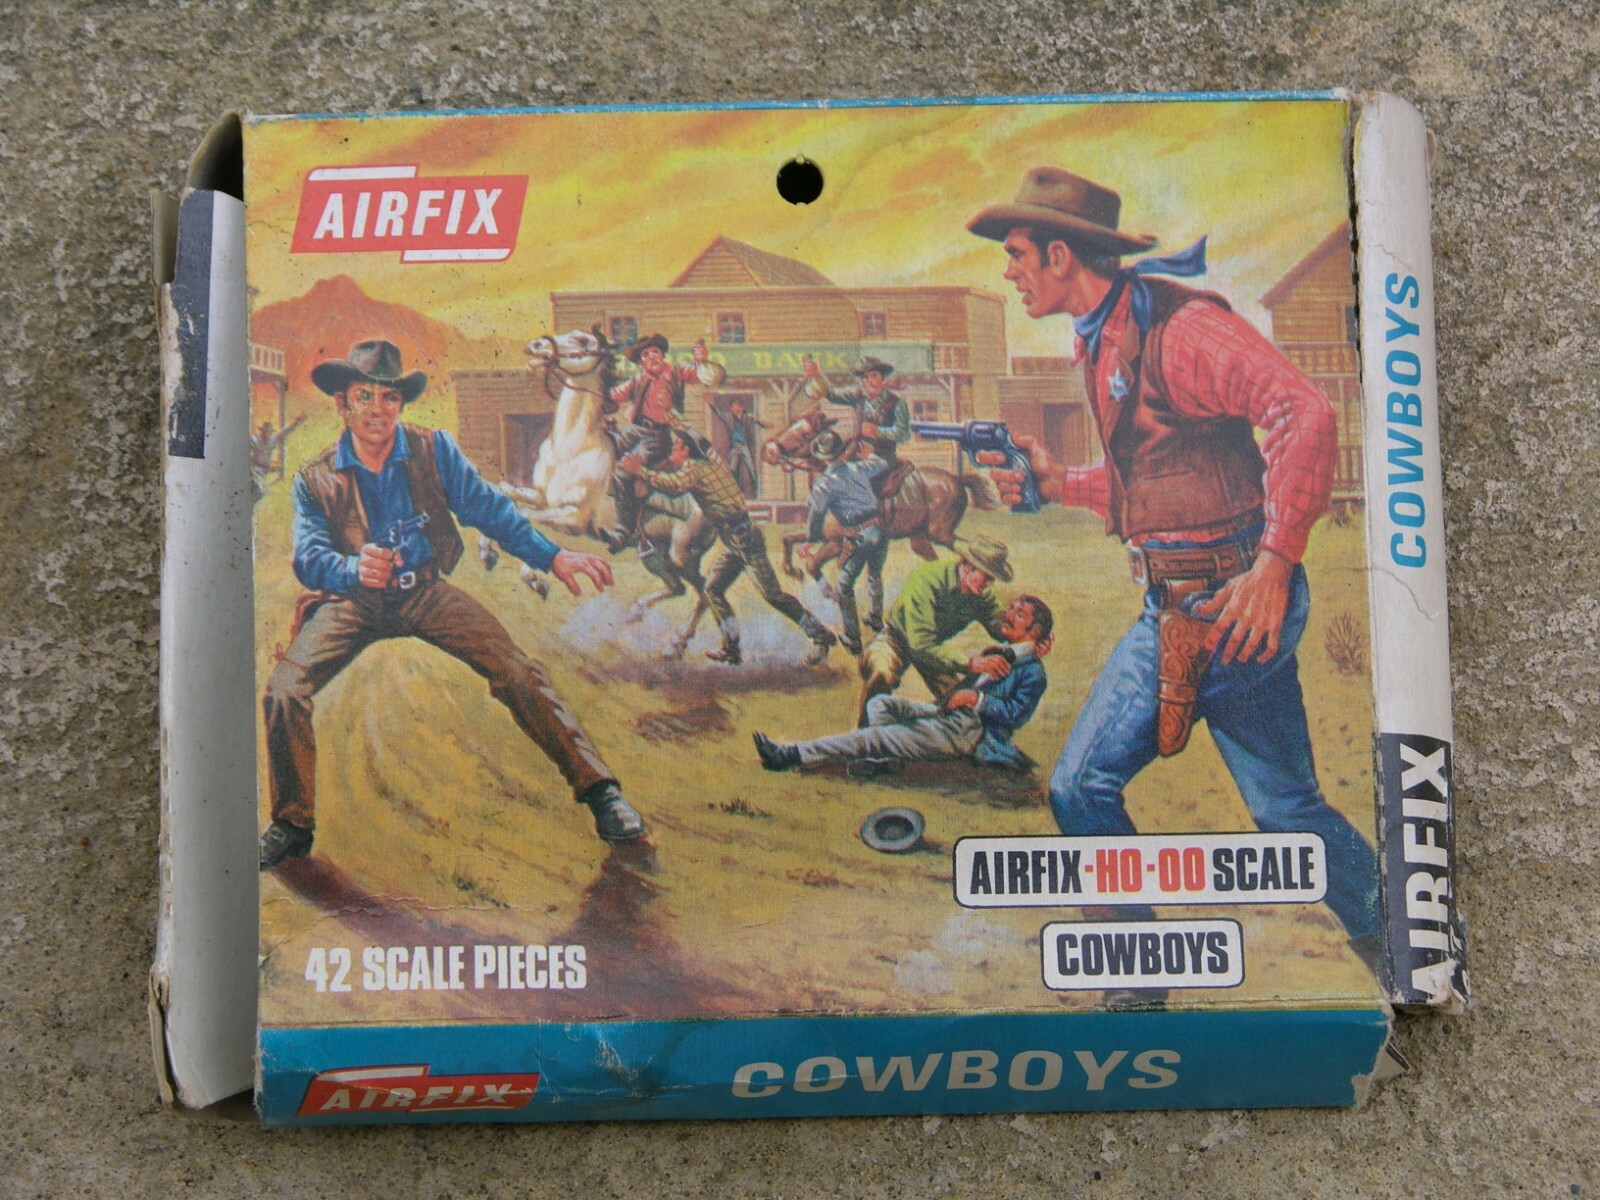 AIRFIX
BANK
AIRFIX-HO-OO SCALE
COWBOYS
42 SCALE PIECES
AIRFIX
COWBOYS
COWBOYS
AIRFIX